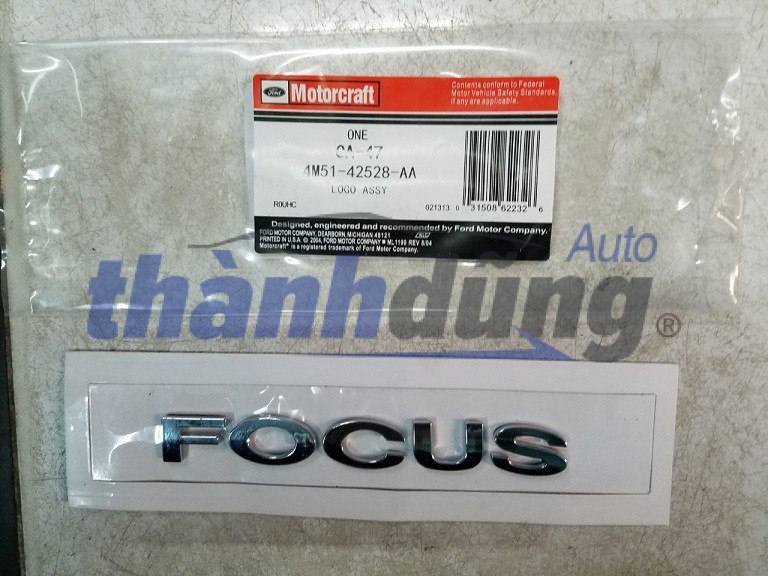 Ford
Motorcraft
Contents conform to Federal
Motor Vehicle Safety Standards,
if any are applicable.
ONE
CA-47
4M51-42528-AA
LOGO ASSY
RDUHC
021313 0 31508 62232 6
Designed, engineered and recommended by Ford Motor Company.
FORD MOTOR COMPANY, DEARBORN, MICHIGAN 48121
PRINTED IN U.S.A. © 2004, FORD MOTOR COMPANY ✱ ML1190 REV 8/04
Motorcraft® is a registered trademark of Ford Motor Company.
Auto
thànhdũng®
FOCUS